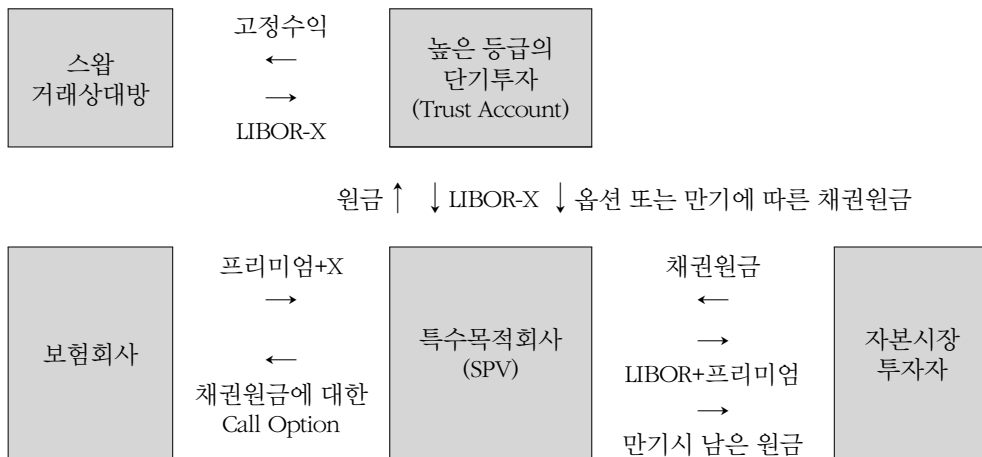 스왑
거래상대방
고정수익
←
→
LIBOR-X
높은 등급의
단기투자
(Trust Account)
원금 ↑ ↓ LIBOR-X ↓ 옵션 또는 만기에 따른 채권원금
보험회사
프리미엄+X
→
←
채권원금에 대한
Call Option
특수목적회사
(SPV)
채권원금
←
→
LIBOR+프리미엄
→
만기시 남은 원금
자본시장
투자자